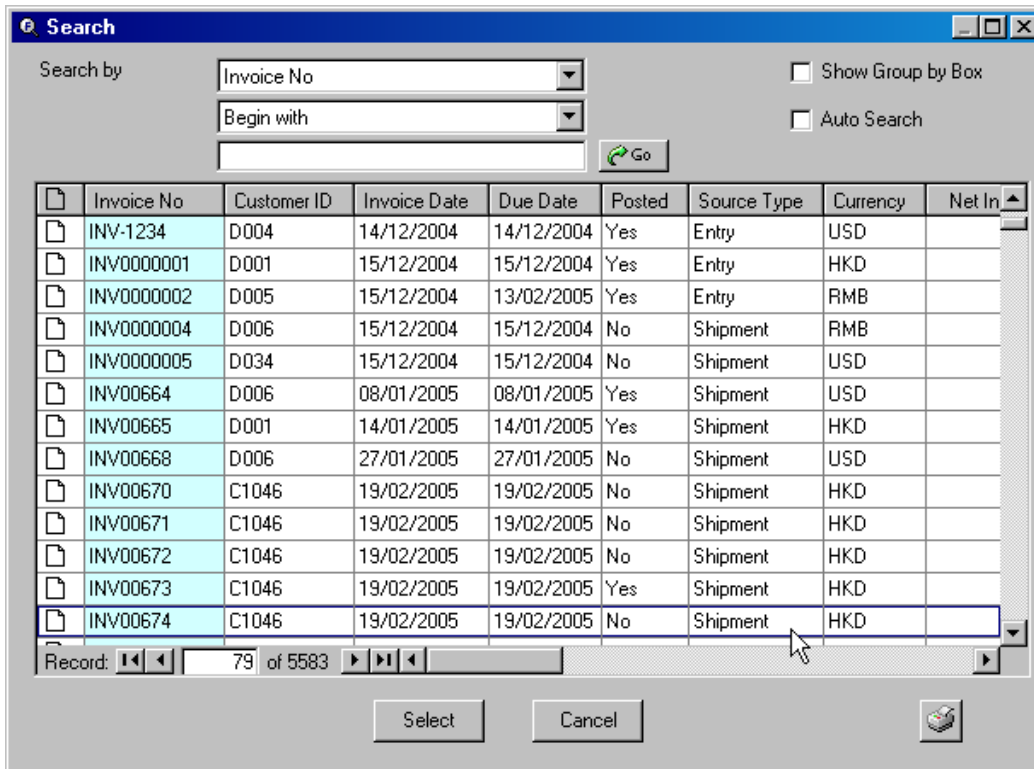 Search
Search by
Invoice No
Show Group by Box
Begin with
Auto Search
Go
Invoice No Customer ID Invoice Date Due Date Posted Source Type Currency Net In
INV-1234 D004 14/12/2004 14/12/2004 Yes Entry USD
INV0000001 D001 15/12/2004 15/12/2004 Yes Entry HKD
INV0000002 D005 15/12/2004 13/02/2005 Yes Entry RMB
INV0000004 D006 15/12/2004 15/12/2004 No Shipment RMB
INV0000005 D034 15/12/2004 15/12/2004 No Shipment USD
INV00664 D006 08/01/2005 08/01/2005 Yes Shipment USD
INV00665 D001 14/01/2005 14/01/2005 Yes Shipment HKD
INV00668 D006 27/01/2005 27/01/2005 No Shipment USD
INV00670 C1046 19/02/2005 19/02/2005 No Shipment HKD
INV00671 C1046 19/02/2005 19/02/2005 No Shipment HKD
INV00672 C1046 19/02/2005 19/02/2005 No Shipment HKD
INV00673 C1046 19/02/2005 19/02/2005 Yes Shipment HKD
INV00674 C1046 19/02/2005 19/02/2005 No Shipment HKD
Record: 79 of 5583
Select Cancel